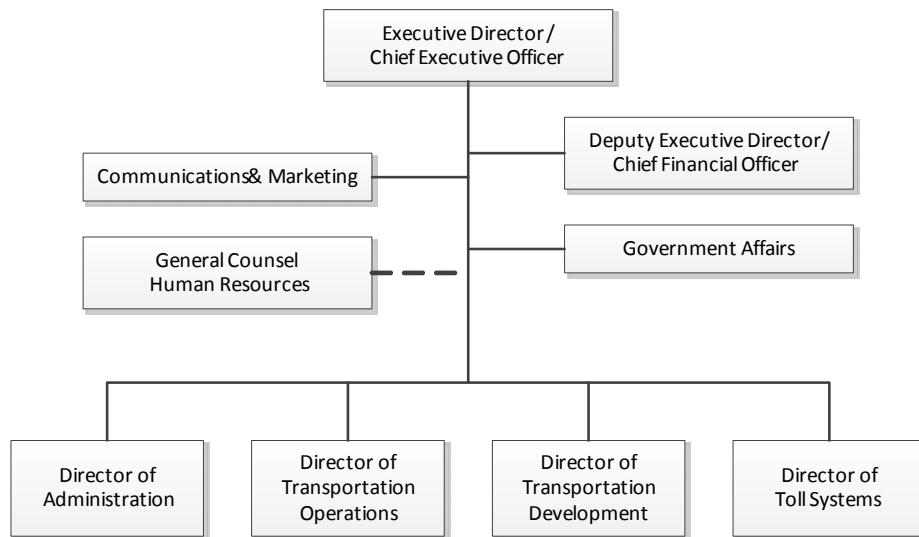 Executive Director /
Chief Executive Officer
Deputy Executive Director/
Chief Financial Officer
Communications& Marketing
Government Affairs
General Counsel
Human Resources
Director of
Administration
Director of
Transportation
Operations
Director of
Transportation
Development
Director of
Toll Systems